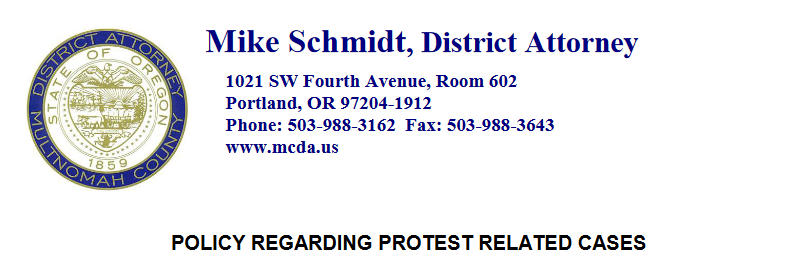 DISTRICT ATTORNEY
STATE OF OREGON
1859
MULTNOMAH COUNTY
Mike Schmidt, District Attorney
1021 SW Fourth Avenue, Room 602
Portland, OR 97204-1912
Phone: 503-988-3162  Fax: 503-988-3643
www.mcda.us
POLICY REGARDING PROTEST RELATED CASES